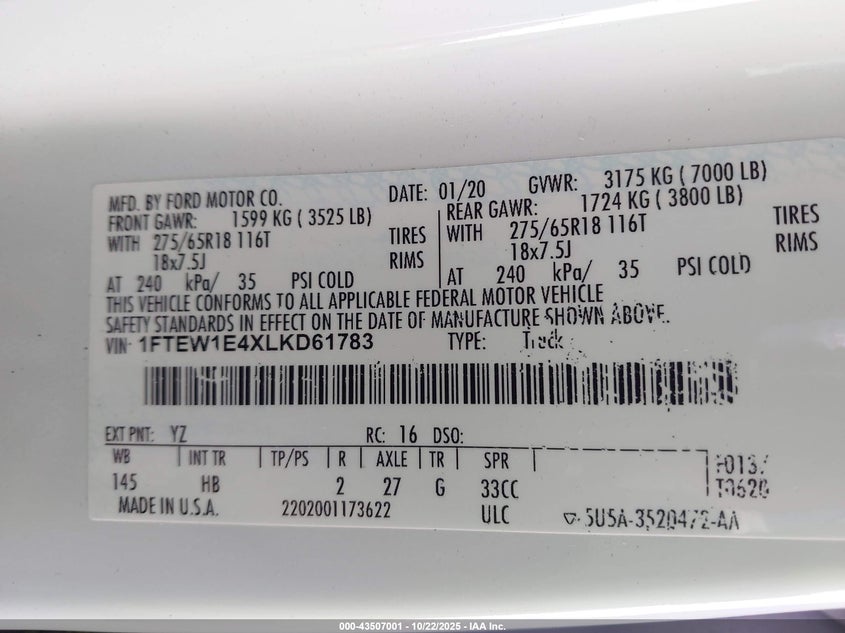 MFD. BY FORD MOTOR CO. DATE: 01/20 GVWR: 3175 KG ( 7000 LB)
FRONT GAWR: 1599 KG ( 3525 LB) REAR GAWR: 1724 KG ( 3800 LB)
WITH 275/65R18 116T TIRES WITH 275/65R18 116T TIRES
18x7.5J RIMS 18x7.5J RIMS
AT 240 kPa/ 35 PSI COLD AT 240 kPa/ 35 PSI COLD
THIS VEHICLE CONFORMS TO ALL APPLICABLE FEDERAL MOTOR VEHICLE
SAFETY STANDARDS IN EFFECT ON THE DATE OF MANUFACTURE SHOWN ABOVE.
VIN: 1FTEW1E4XLKD61783 TYPE: Truck
EXT PNT: YZ RC: 16 DSO:
WB INT TR TP/PS R AXLE TR SPR
145 HB 2 27 G 33CC
MADE IN U.S.A. 2202001173622 ULC 5U5A-3520472-AA
000-43507001 - 10/22/2025 - IAA Inc.